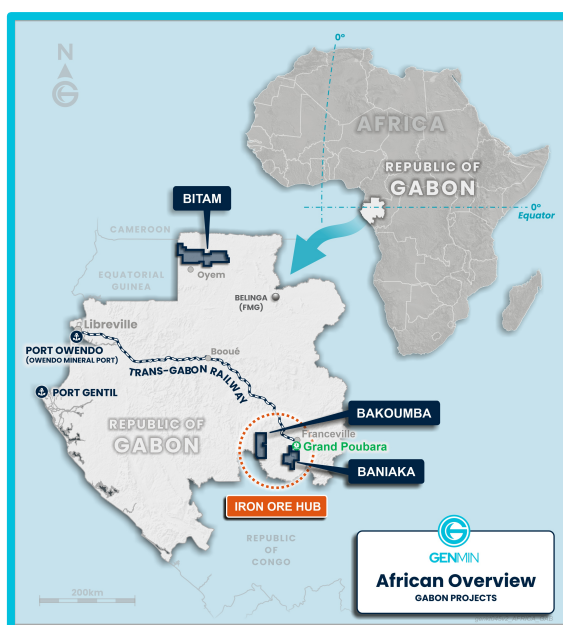 N
0°
AFRICA
REPUBLIC OF
GABON
0°
Equator
BITAM
CAMEROON
EQUATORIAL
GUINEA
Oyem
BELINGA
(FMG)
Libreville
PORT OWENDO
(OWENDO MINERAL PORT)
Booué
TRANS-GABON RAILWAY
PORT GENTIL
BAKOUMBA
REPUBLIC OF
GABON
Franceville
Grand Poubara
BANIAKA
IRON ORE HUB
REPUBLIC
OF
CONGO
GENMIN
African Overview
GABON PROJECTS
200km